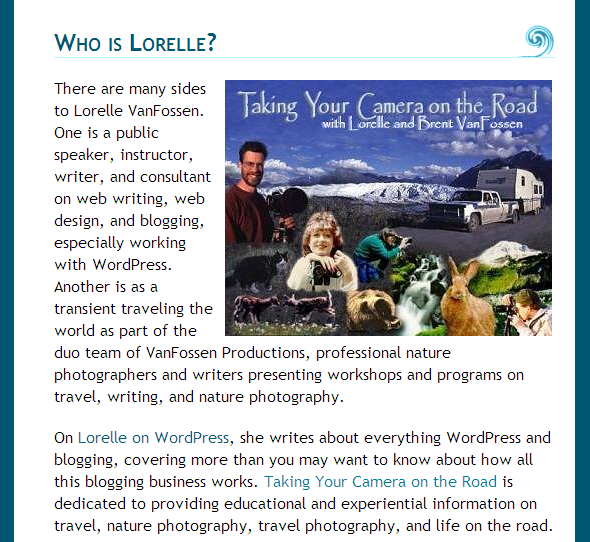 Who is Lorelle?
There are many sides
to Lorelle VanFossen.
One is a public
speaker, instructor,
writer, and consultant
on web writing, web
design, and blogging,
especially working
with WordPress.
Another is as a
transient traveling the
world as part of the
Taking Your Camera on the Road
with Lorelle and Brent VanFossen
duo team of VanFossen Productions, professional nature
photographers and writers presenting workshops and programs on
travel, writing, and nature photography.
On Lorelle on WordPress, she writes about everything WordPress and
blogging, covering more than you may want to know about how all
this blogging business works. Taking Your Camera on the Road is
dedicated to providing educational and experiential information on
travel, nature photography, travel photography, and life on the road.